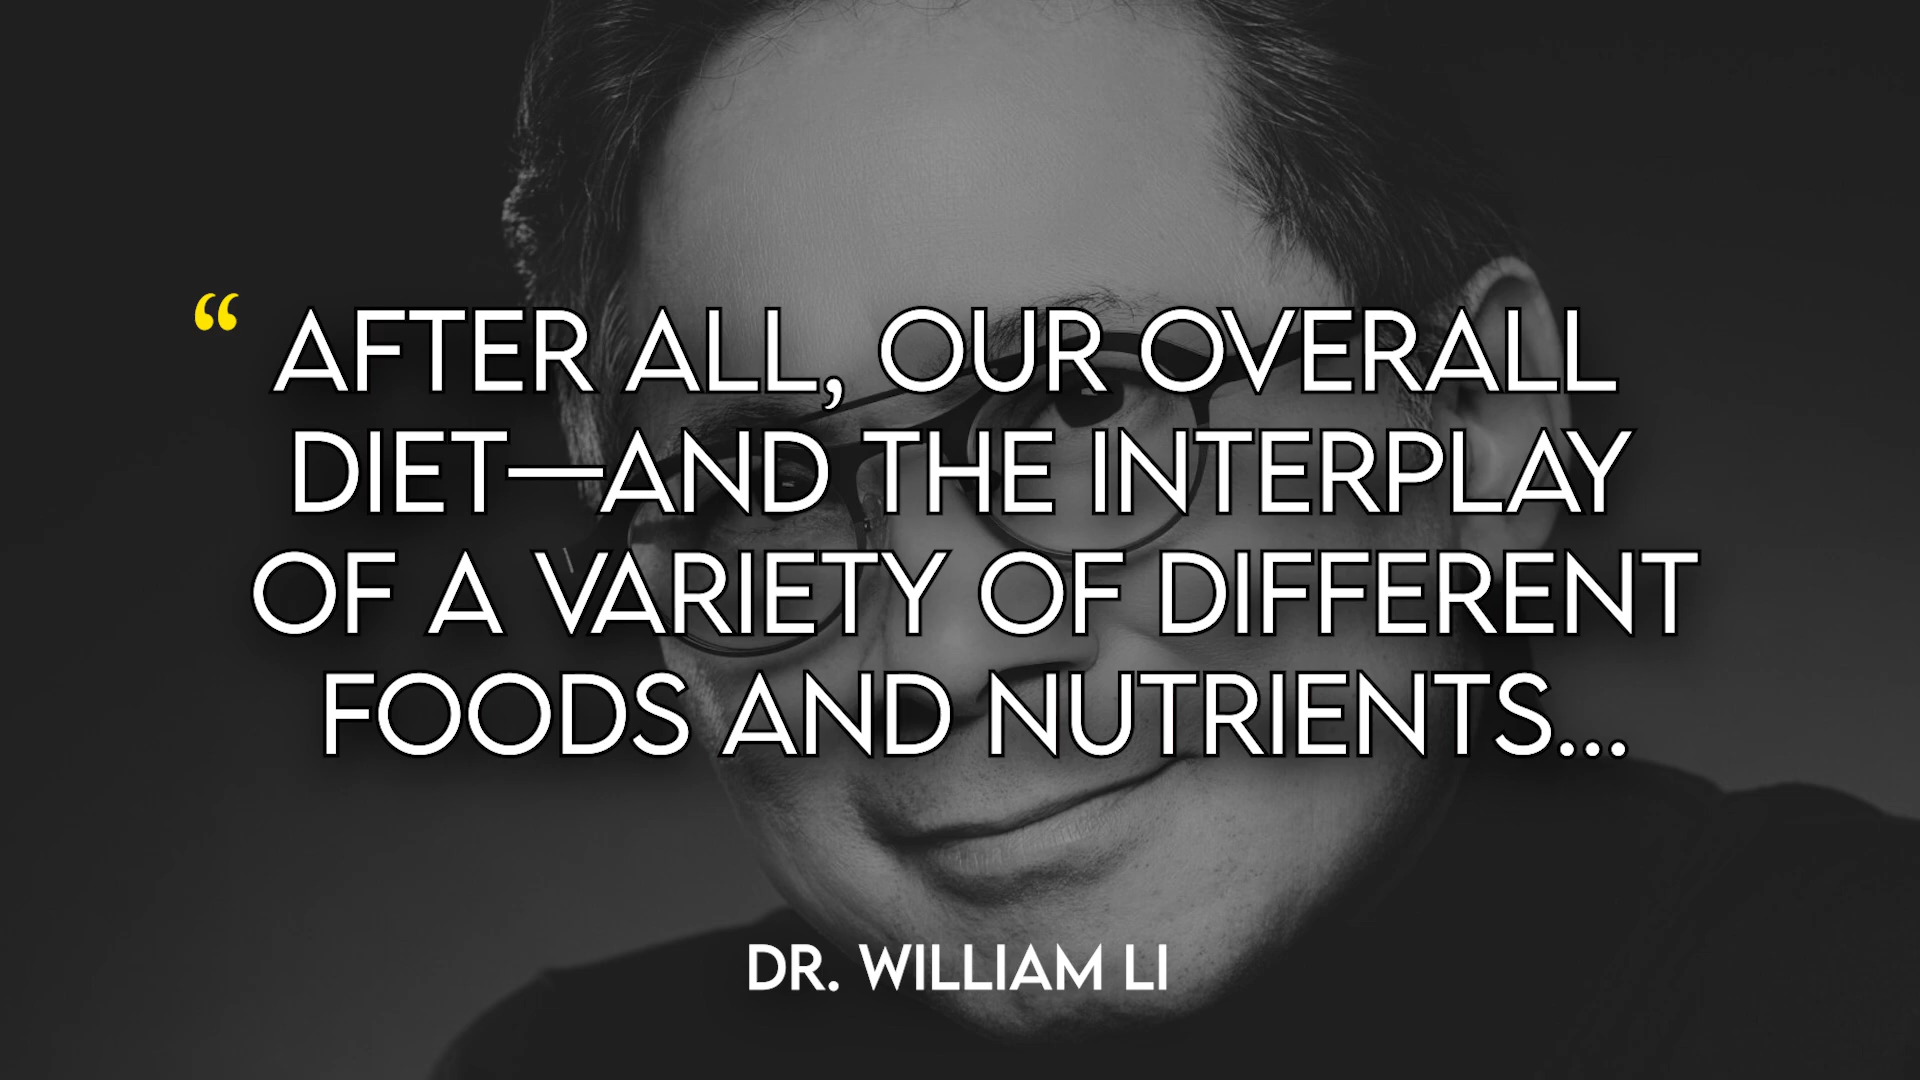 “ AFTER ALL, OUR OVERALL
DIET—AND THE INTERPLAY
OF A VARIETY OF DIFFERENT
FOODS AND NUTRIENTS...
DR. WILLIAM LI